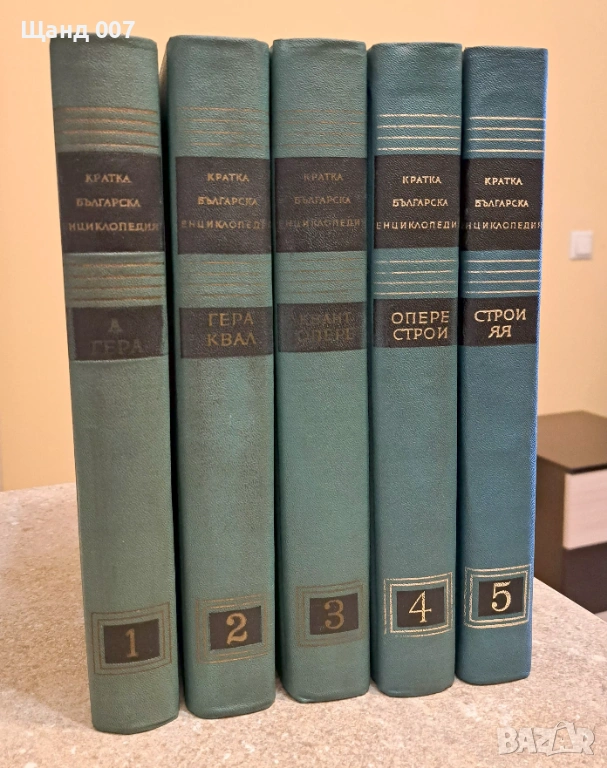 Щанд 007
КРАТКА
БЪЛГАРСКА
ЕНЦИКЛОПЕДИЯ
А
ГЕРА
1
КРАТКА
БЪЛГАРСКА
ЕНЦИКЛОПЕДИЯ
ГЕРА
КВАЛ
2
КРАТКА
БЪЛГАРСКА
ЕНЦИКЛОПЕДИЯ
КВАНТ
ОПЕРЕ
3
КРАТКА
БЪЛГАРСКА
ЕНЦИКЛОПЕДИЯ
ОПЕРЕ
СТРОИ
4
КРАТКА
БЪЛГАРСКА
ЕНЦИКЛОПЕДИЯ
СТРОИ
ЯЯ
5
BAZAR